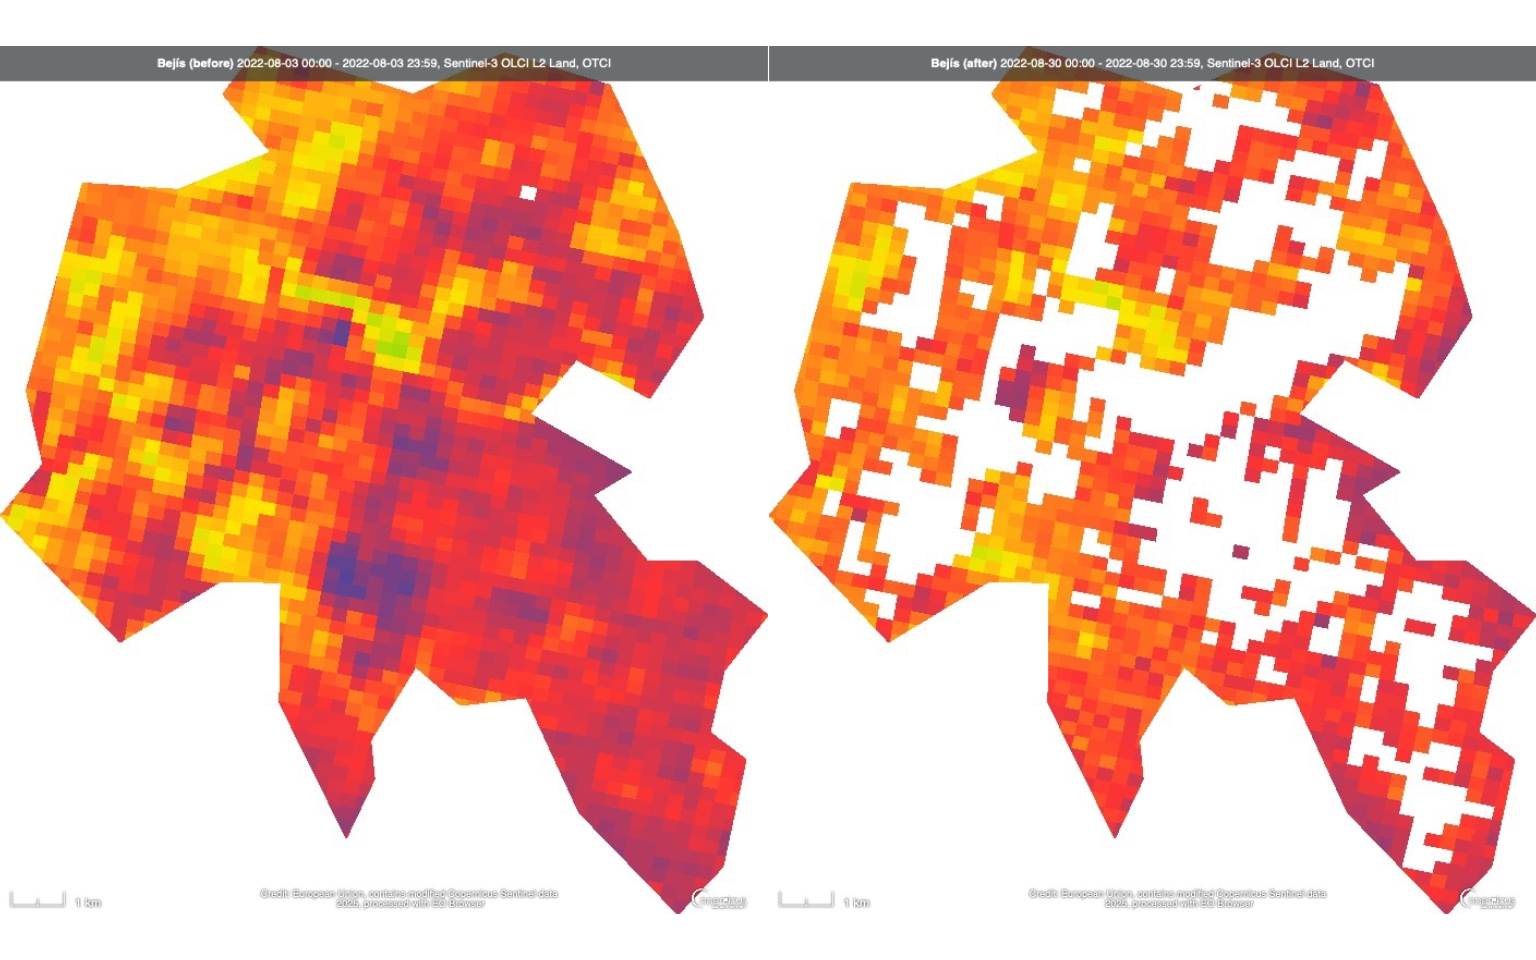 Bejís (before) 2022-08-03 00:00 - 2022-08-03 23:59, Sentinel-3 OLCI L2 Land, OTCI
Bejís (after) 2022-08-30 00:00 - 2022-08-30 23:59, Sentinel-3 OLCI L2 Land, OTCI
1 km
Credit: European Union, contains modified Copernicus Sentinel data
2025, processed with EO Browser
1 km
Credit: European Union, contains modified Copernicus Sentinel data
2025, processed with EO Browser